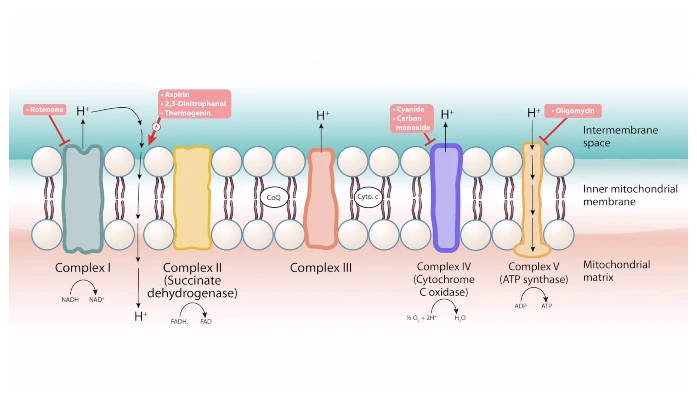 • Rotenone
H⁺
• Aspirin
• 2,3-Dinitrophenol
• Thermogenin
+
H⁺
• Cyanide
• Carbon
monoxide
H⁺
H⁺
• Oligomycin
Intermembrane
space
CoQ
Cyto. c
Inner mitochondrial
membrane
Complex I
NADH NAD⁺
H⁺
Complex II
(Succinate
dehydrogenase)
FADH₂ FAD
Complex III
Complex IV
(Cytochrome
C oxidase)
½ O₂ + 2H⁺ H₂O
Complex V
(ATP synthase)
ADP ATP
Mitochondrial
matrix